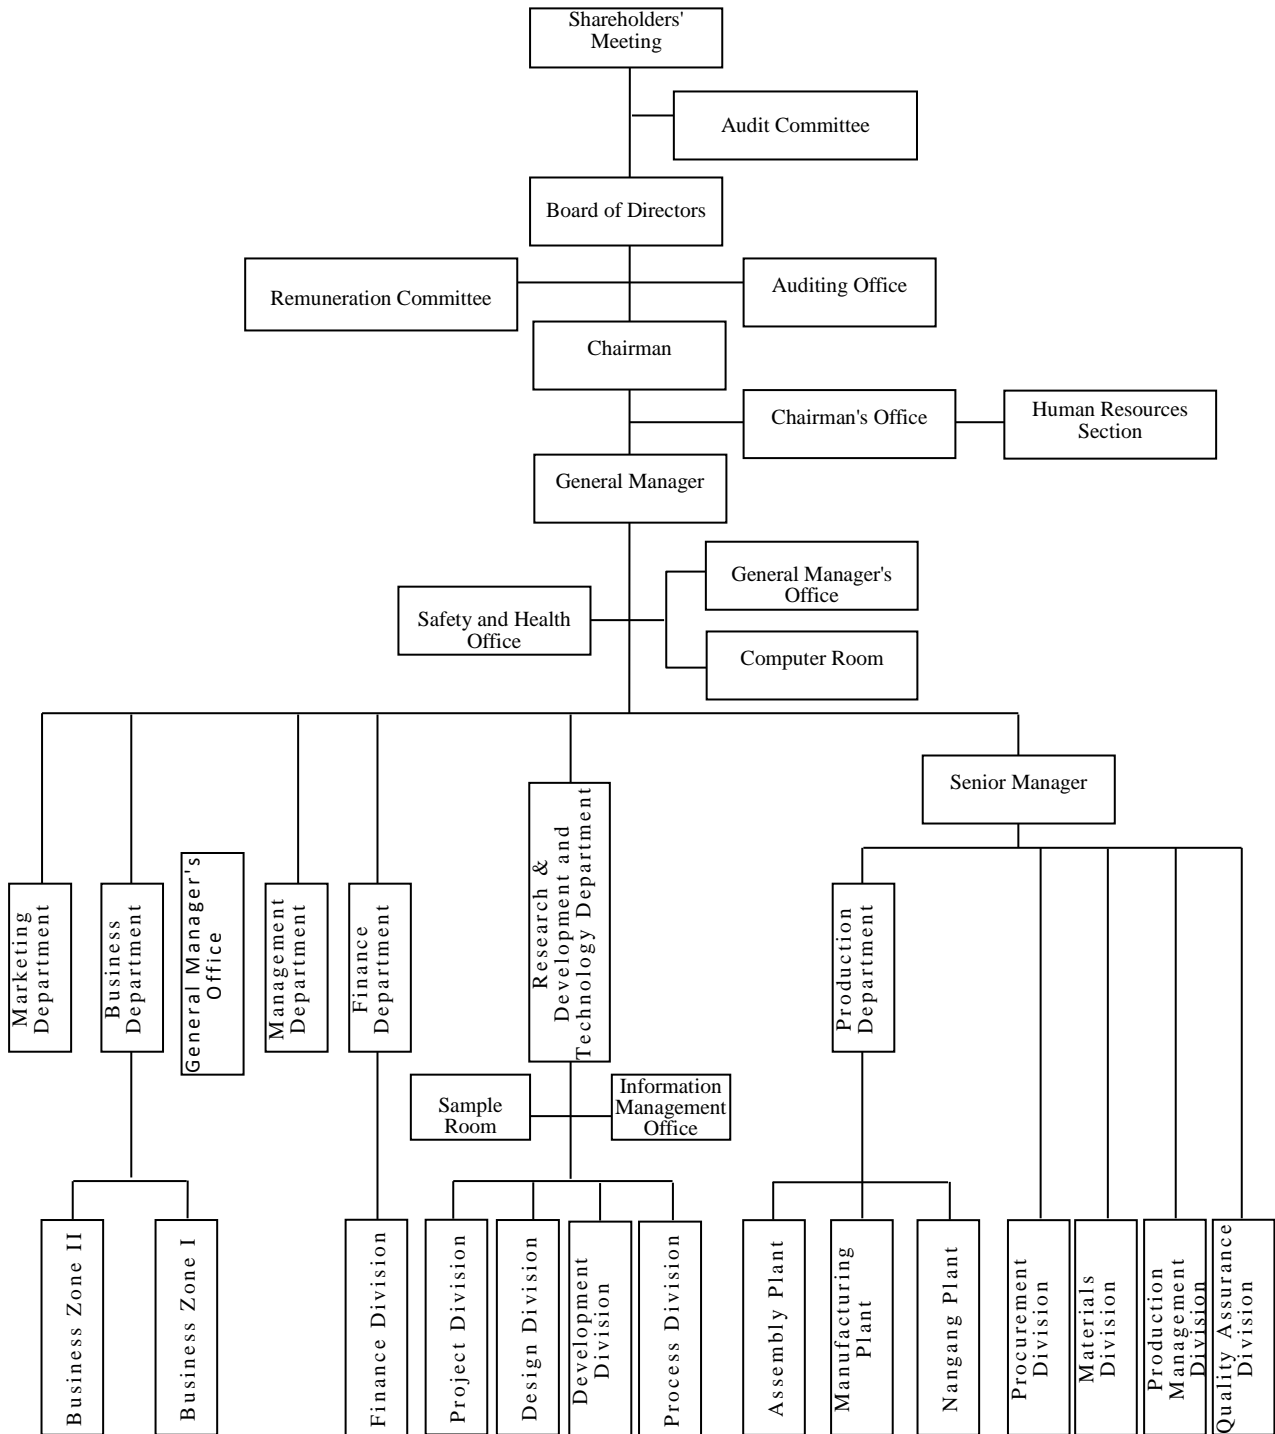 Shareholders'
Meeting
Audit Committee
Board of Directors
Remuneration Committee
Auditing Office
Chairman
Chairman's Office
Human Resources
Section
General Manager
General Manager's
Office
Safety and Health
Office
Computer Room
Senior Manager
Marketing
Department
Business
Department
General Manager's
Office
Management
Department
Finance
Department
Research &
Development and
Technology Department
Production
Department
Sample
Room
Information
Management
Office
Business Zone II
Business Zone I
Finance Division
Project Division
Design Division
Development
Division
Process Division
Assembly Plant
Manufacturing
Plant
Nangang Plant
Procurement
Division
Materials
Division
Production
Management
Division
Quality Assurance
Division